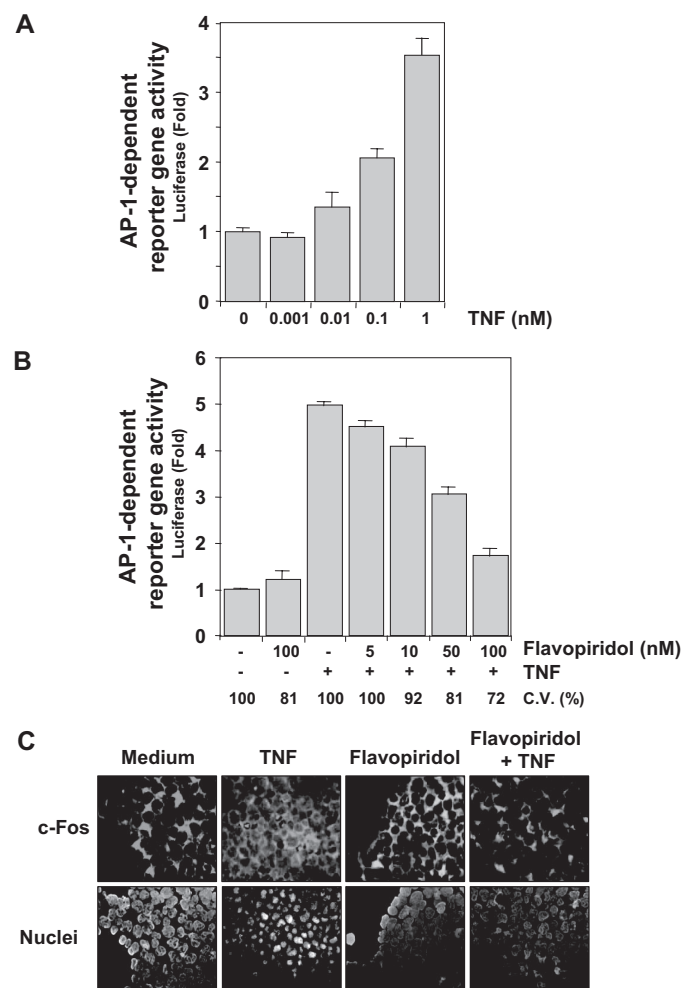 A
AP-1-dependent
reporter gene activity
Luciferase (Fold)
4
3
2
1
0
0 0.001 0.01 0.1 1 TNF (nM)
B
AP-1-dependent
reporter gene activity
Luciferase (Fold)
6
5
4
3
2
1
0
- 100 - 5 10 50 100 Flavopiridol (nM)
- - + + + + + TNF
100 81 100 100 92 81 72 C.V. (%)
C
Medium TNF Flavopiridol Flavopiridol
+ TNF
c-Fos
Nuclei